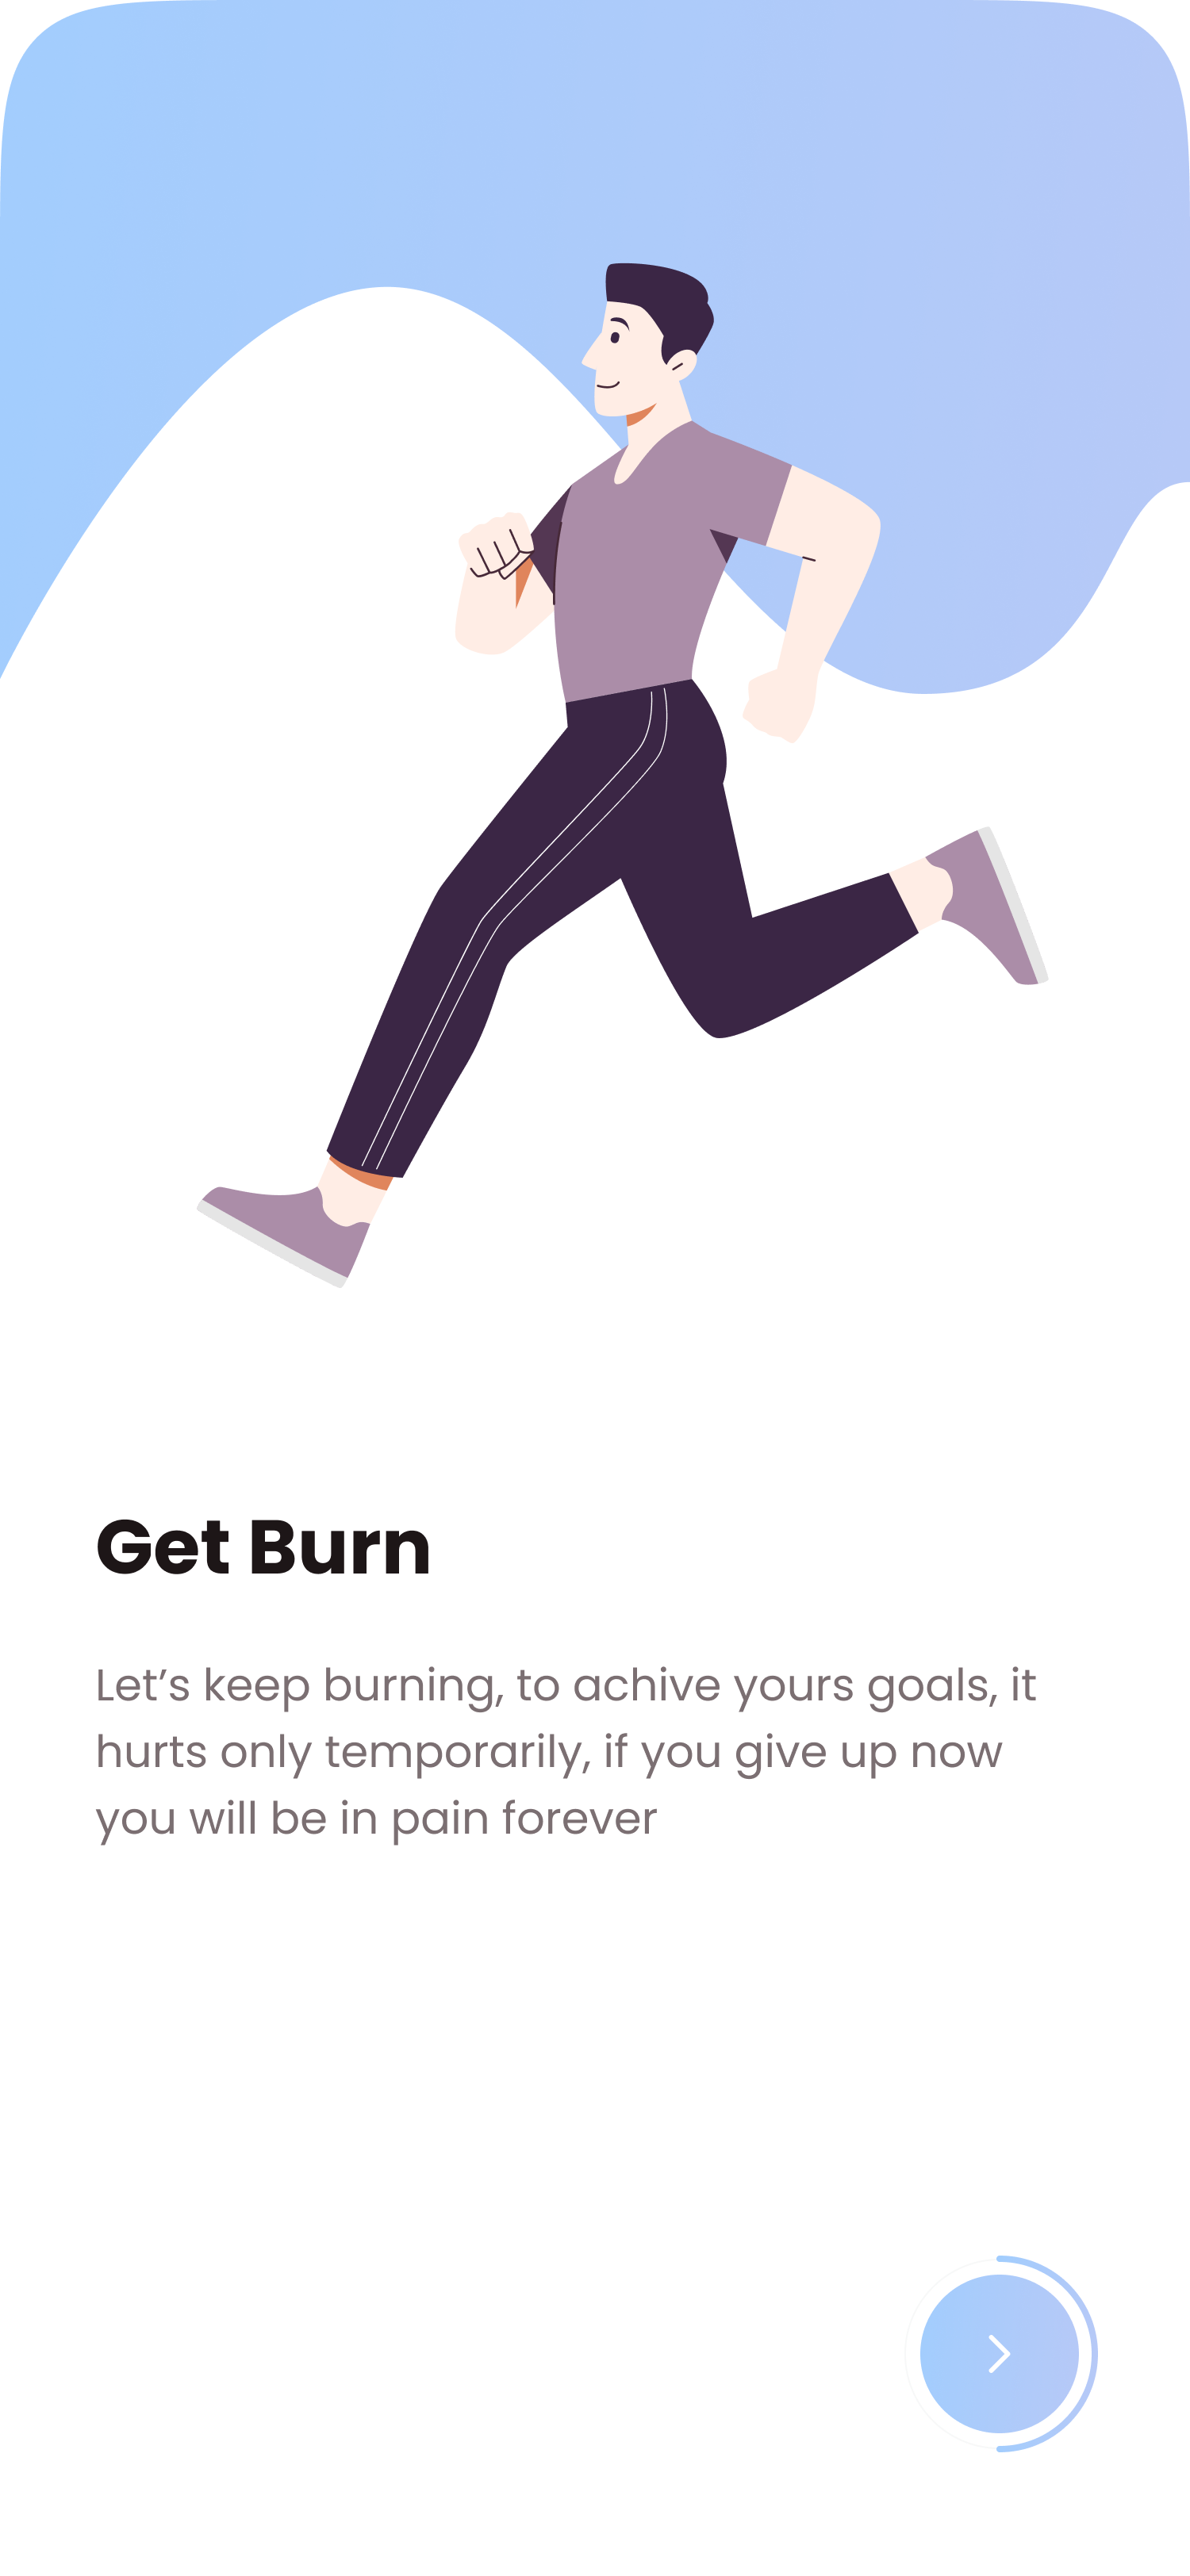 Get Burn
Let’s keep burning, to achive yours goals, it
hurts only temporarily, if you give up now
you will be in pain forever